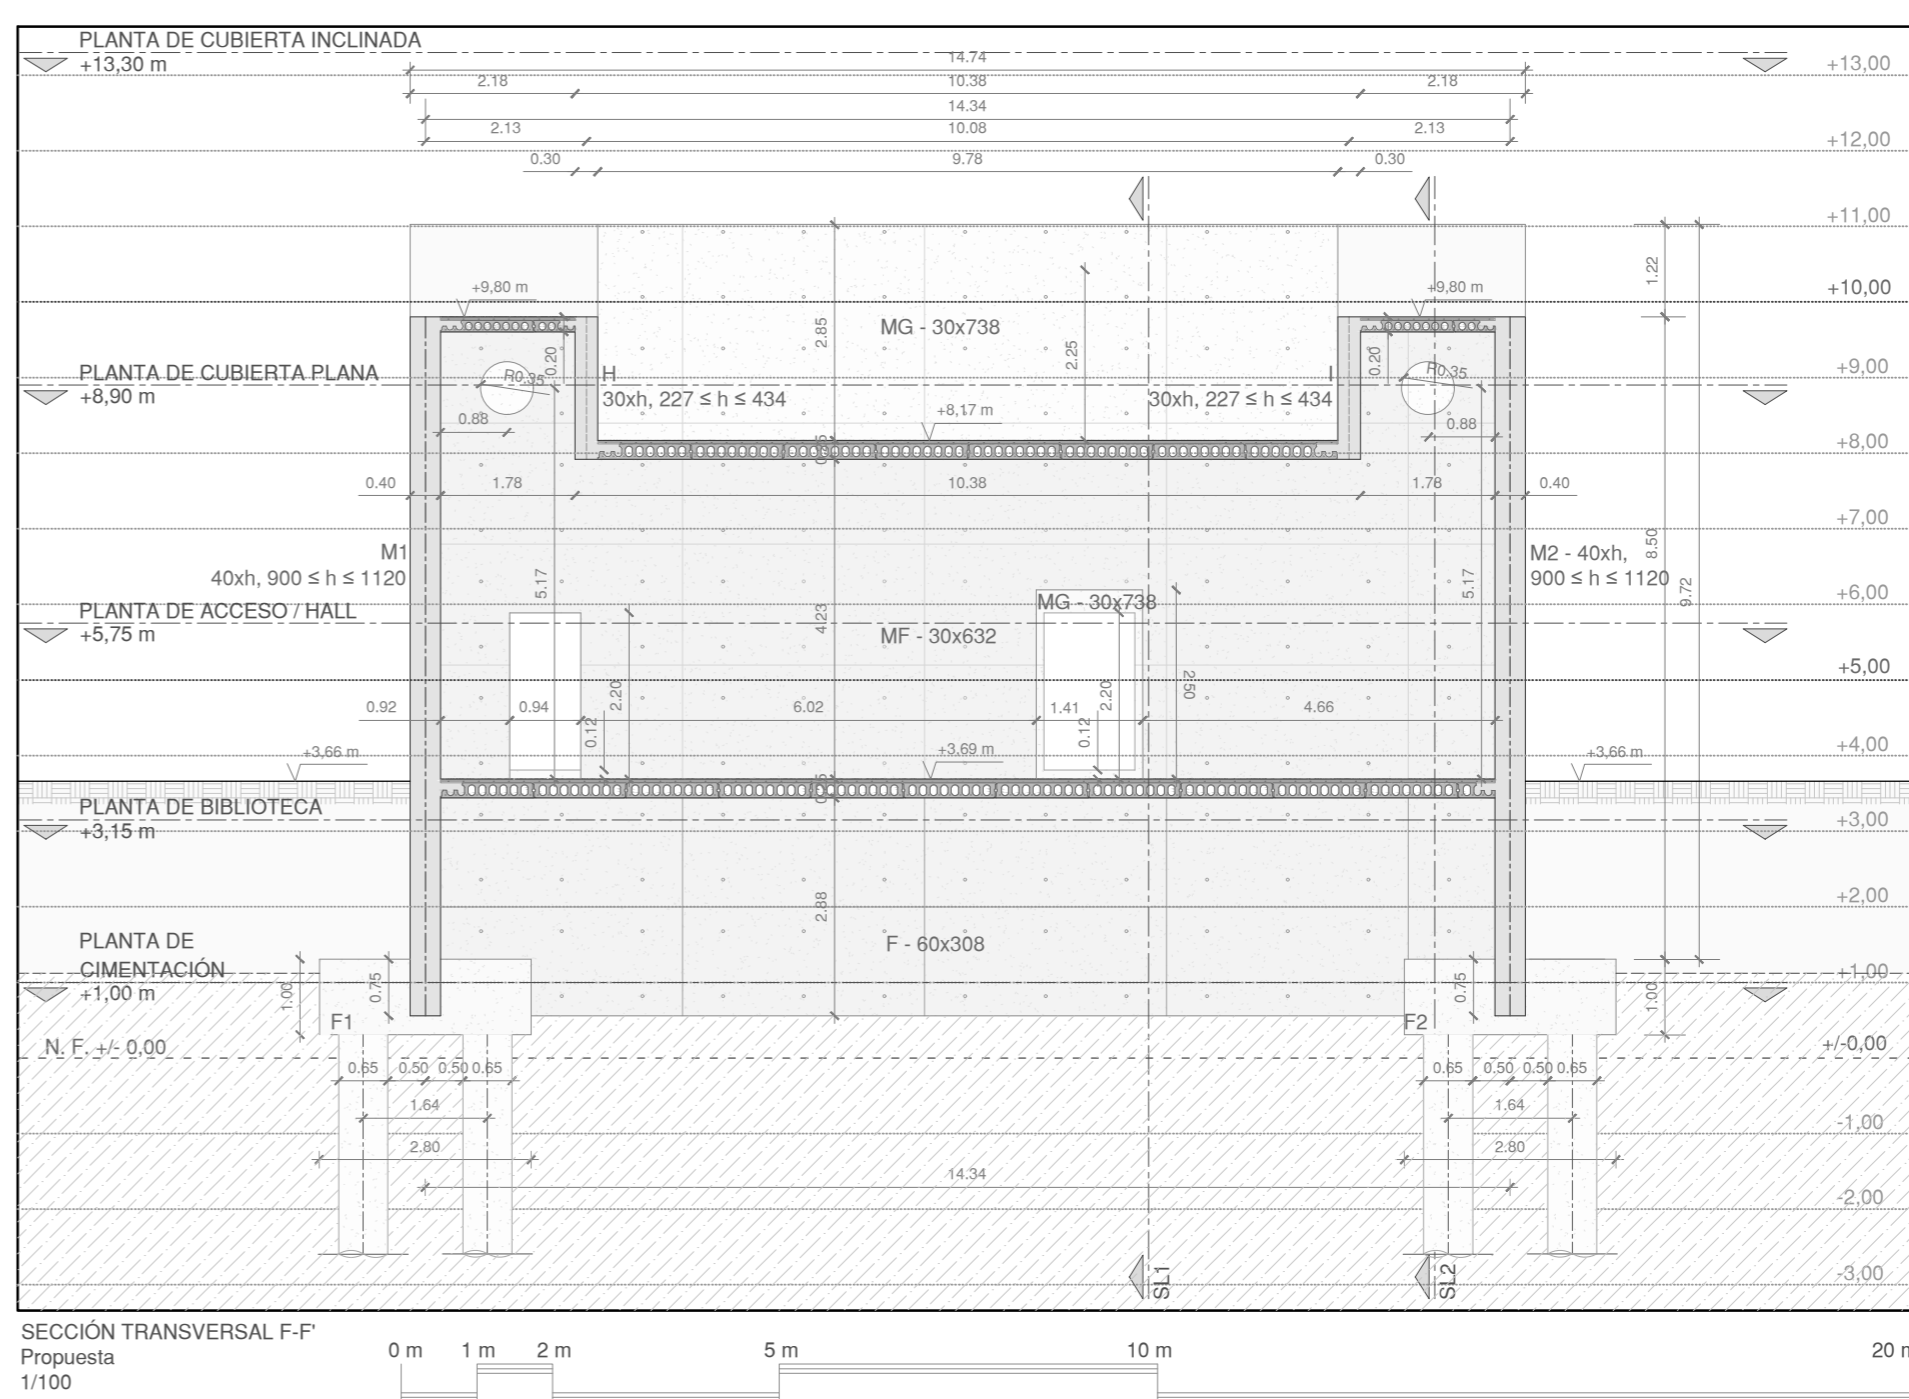 PLANTA DE CUBIERTA INCLINADA
+13,30 m
14.74
+13,00
2.18 10.38 2.18
14.34
2.13 10.08 2.13
+12,00
0.30 9.78 0.30
+11,00
1.22
+9,80 m +9,80 m
+10,00
MG - 30x738
2.85
2.25
0.20 0.20
PLANTA DE CUBIERTA PLANA
+8,90 m
R0.35 R0.35
H I
30xh, 227 ≤ h ≤ 434 30xh, 227 ≤ h ≤ 434
+9,00
0.88 +8,17 m 0.88
+8,00
0.40 1.78 10.38 1.78 0.40
+7,00
M1
40xh, 900 ≤ h ≤ 1120
M2 - 40xh,
900 ≤ h ≤ 1120
8.50
9.72
5.17 4.23 5.17
PLANTA DE ACCESO / HALL
+5,75 m
MG - 30x738
+6,00
MF - 30x632
+5,00
2.20 2.20 2.50
0.92 0.94 6.02 1.41 4.66
0.12 0.12
+3,66 m +3,69 m +3,66 m
+4,00
PLANTA DE BIBLIOTECA
+3,15 m
+3,00
2.88
+2,00
PLANTA DE
CIMENTACIÓN
+1,00 m
F - 60x308
+1,00
1.00 0.75 0.75 1.00
F1 F2
N. F. +/- 0,00
+/-0,00
0.65 0.50 0.50 0.65 0.65 0.50 0.50 0.65
1.64 1.64
-1,00
2.80 2.80
14.34
-2,00
SL1 SL2
-3,00
SECCIÓN TRANSVERSAL F-F'
Propuesta
1/100
0 m 1 m 2 m 5 m 10 m 20